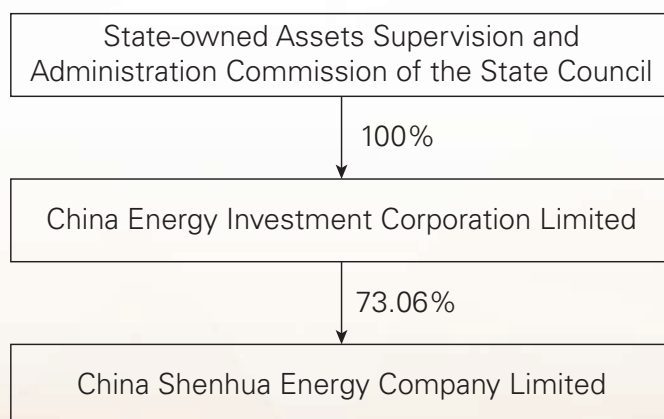 State-owned Assets Supervision and
Administration Commission of the State Council
100%
China Energy Investment Corporation Limited
73.06%
China Shenhua Energy Company Limited